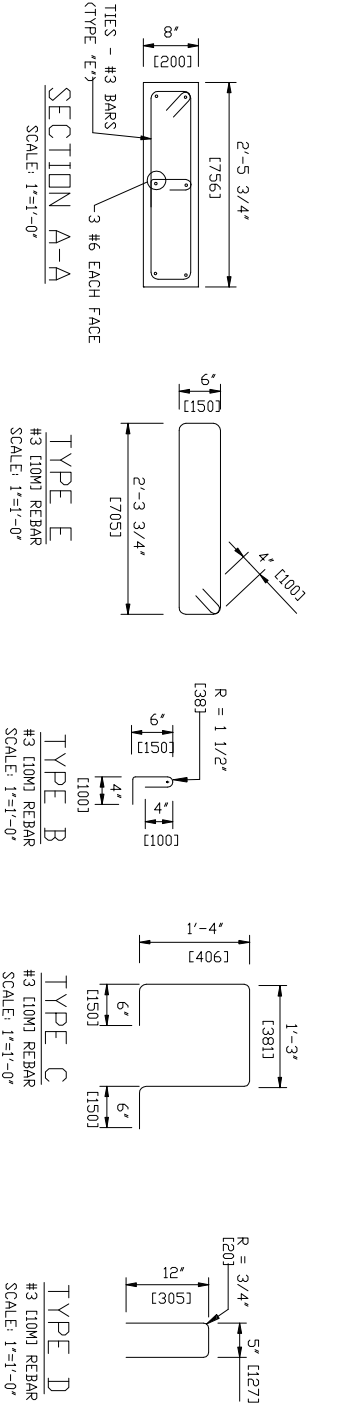 8"
[200]
2'-5 3/4"
[756]
TIES - #3 BARS
(TYPE "E")
3 #6 EACH FACE
SECTION A-A
SCALE: 1"=1'-0"
6"
[150]
2'-3 3/4"
[705]
4" [100]
TYPE E
#3 [10M] REBAR
SCALE: 1"=1'-0"
R = 1 1/2"
[38]
6"
[150]
4"
[100]
4"
[100]
TYPE B
#3 [10M] REBAR
SCALE: 1"=1'-0"
1'-4"
[406]
1'-3"
[381]
6"
[150]
6"
[150]
TYPE C
#3 [10M] REBAR
SCALE: 1"=1'-0"
R = 3/4"
[20]
12"
[305]
5" [127]
TYPE D
#3 [10M] REBAR
SCALE: 1"=1'-0"